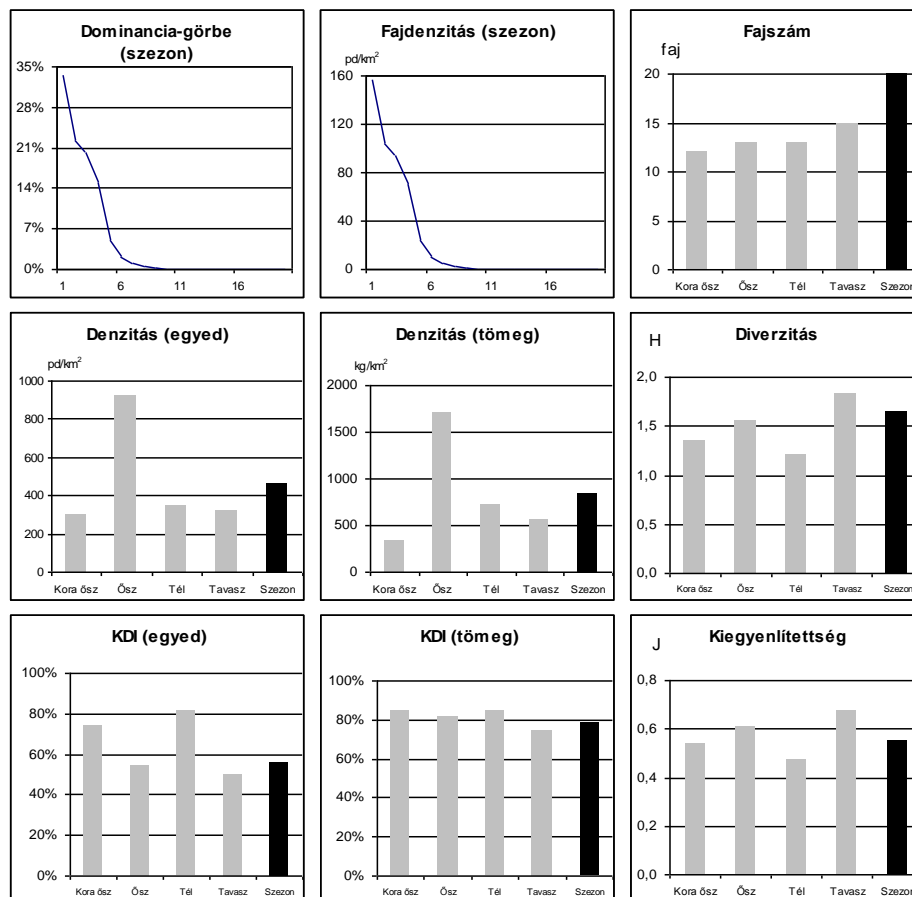 Dominancia-görbe
(szezon)
35%
28%
21%
14%
7%
0%
1 6 11 16
Fajdenzitás (szezon)
pd/km²
160
120
80
40
0
1 6 11 16
Fajszám
faj
20
15
10
5
0
Kora ősz Ősz Tél Tavasz Szezon
Denzitás (egyed)
pd/km²
1000
800
600
400
200
0
Kora ősz Ősz Tél Tavasz Szezon
Denzitás (tömeg)
kg/km²
2000
1500
1000
500
0
Kora ősz Ősz Tél Tavasz Szezon
Diverzitás
H
2,0
1,5
1,0
0,5
0,0
Kora ősz Ősz Tél Tavasz Szezon
KDI (egyed)
100%
80%
60%
40%
20%
0%
Kora ősz Ősz Tél Tavasz Szezon
KDI (tömeg)
100%
80%
60%
40%
20%
0%
Kora ősz Ősz Tél Tavasz Szezon
Kiegyenlítettség
J
0,8
0,6
0,4
0,2
0,0
Kora ősz Ősz Tél Tavasz Szezon